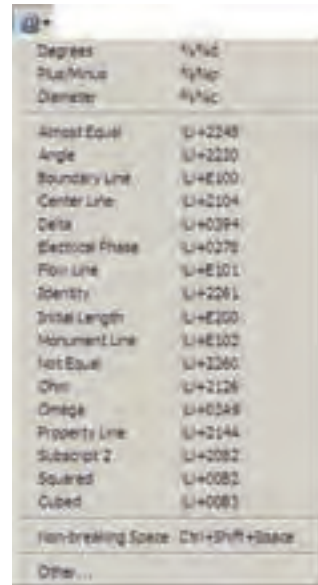 @
Degrees %%d
Plus/Minus %%p
Diameter %%c
Almost Equal \U+2248
Angle \U+2220
Boundary Line \U+E100
Center Line \U+2104
Delta \U+0394
Electrical Phase \U+0278
Flow Line \U+E101
Identity \U+2261
Initial Length \U+E200
Monument Line \U+E102
Not Equal \U+2260
Ohm \U+2126
Omega \U+03A9
Property Line \U+214A
Subscript 2 \U+2082
Squared \U+00B2
Cubed \U+00B3
Non-breaking Space Ctrl+Shift+Space
Other...